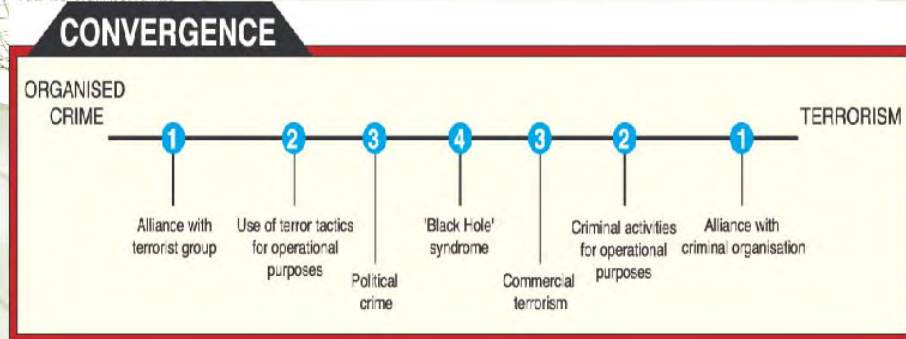 CONVERGENCE
ORGANISED
CRIME
TERRORISM
1
2
3
4
3
2
1
Alliance with
terrorist group
Use of terror tactics
for operational
purposes
Political
crime
'Black Hole'
syndrome
Commercial
terrorism
Criminal activities
for operational
purposes
Alliance with
criminal organisation